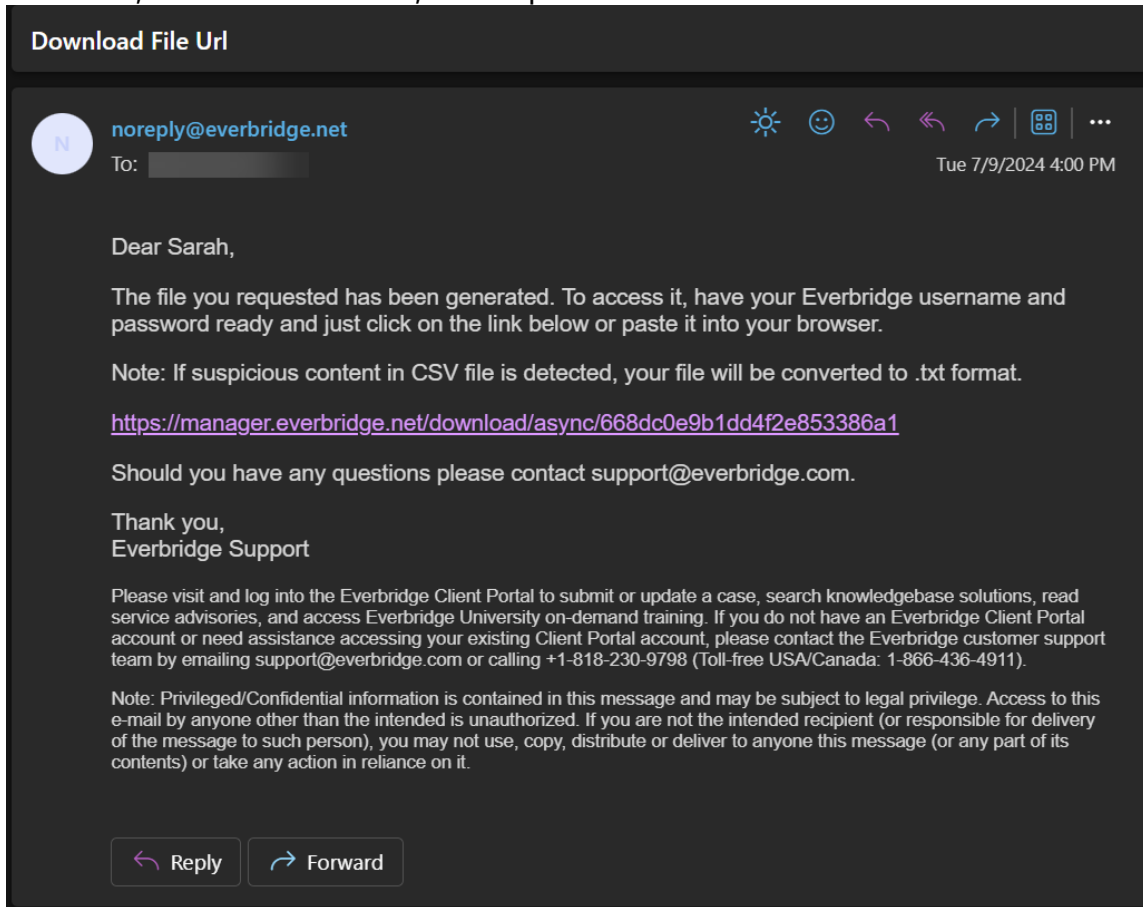 Download File Url
N
noreply@everbridge.net
To:
Tue 7/9/2024 4:00 PM
Dear Sarah,
The file you requested has been generated. To access it, have your Everbridge username and
password ready and just click on the link below or paste it into your browser.
Note: If suspicious content in CSV file is detected, your file will be converted to .txt format.
https://manager.everbridge.net/download/async/668dc0e9b1dd4f2e853386a1
Should you have any questions please contact support@everbridge.com.
Thank you,
Everbridge Support
Please visit and log into the Everbridge Client Portal to submit or update a case, search knowledgebase solutions, read
service advisories, and access Everbridge University on-demand training. If you do not have an Everbridge Client Portal
account or need assistance accessing your existing Client Portal account, please contact the Everbridge customer support
team by emailing support@everbridge.com or calling +1-818-230-9798 (Toll-free USA/Canada: 1-866-436-4911).
Note: Privileged/Confidential information is contained in this message and may be subject to legal privilege. Access to this
e-mail by anyone other than the intended is unauthorized. If you are not the intended recipient (or responsible for delivery
of the message to such person), you may not use, copy, distribute or deliver to anyone this message (or any part of its
contents) or take any action in reliance on it.
Reply
Forward